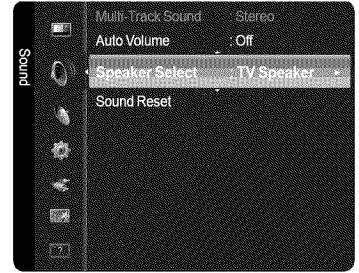 Sound
Multi-Track Sound : Stereo
Auto Volume : Off
Speaker Select : TV Speaker ►
Sound Reset
?